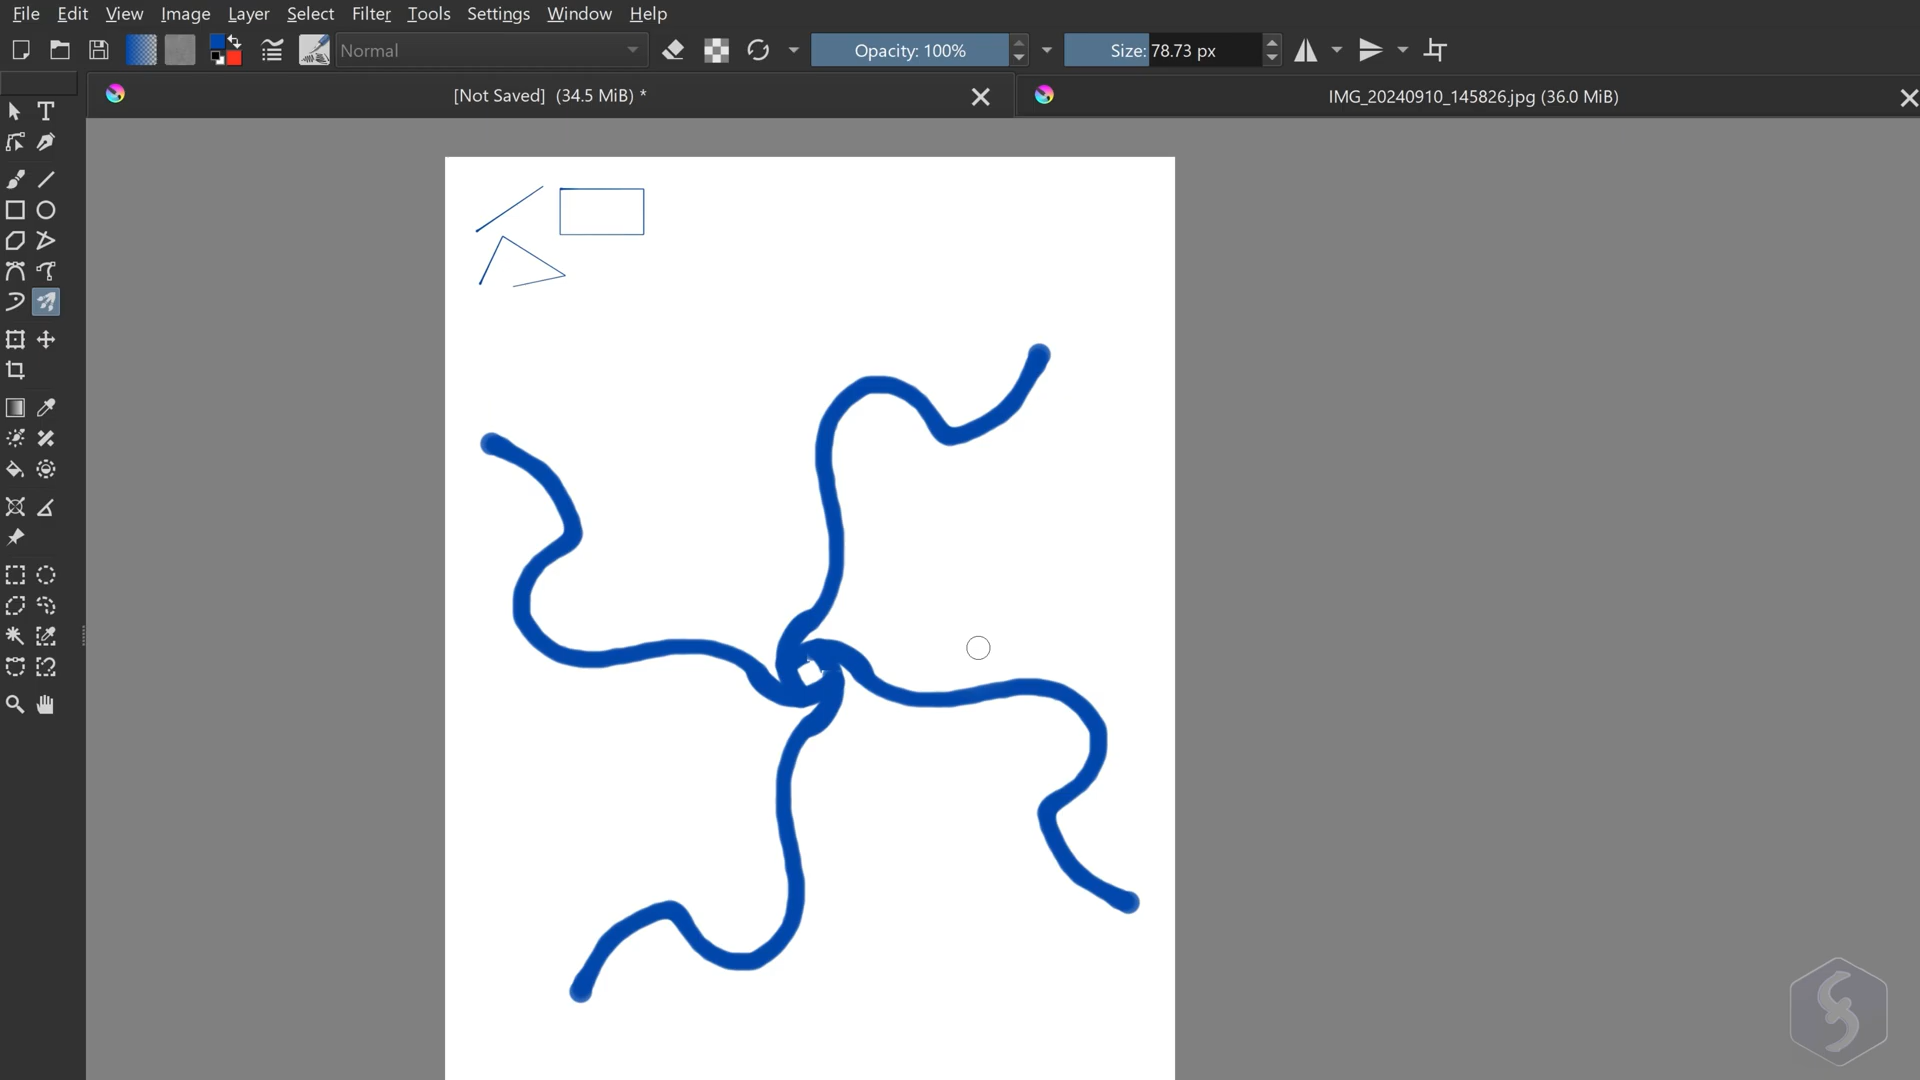 File Edit View Image Layer Select Filter Tools Settings Window Help
Normal Opacity: 100% Size: 78.73 px
[Not Saved] (34.5 MiB) * IMG_20240910_145826.jpg (36.0 MiB)
T